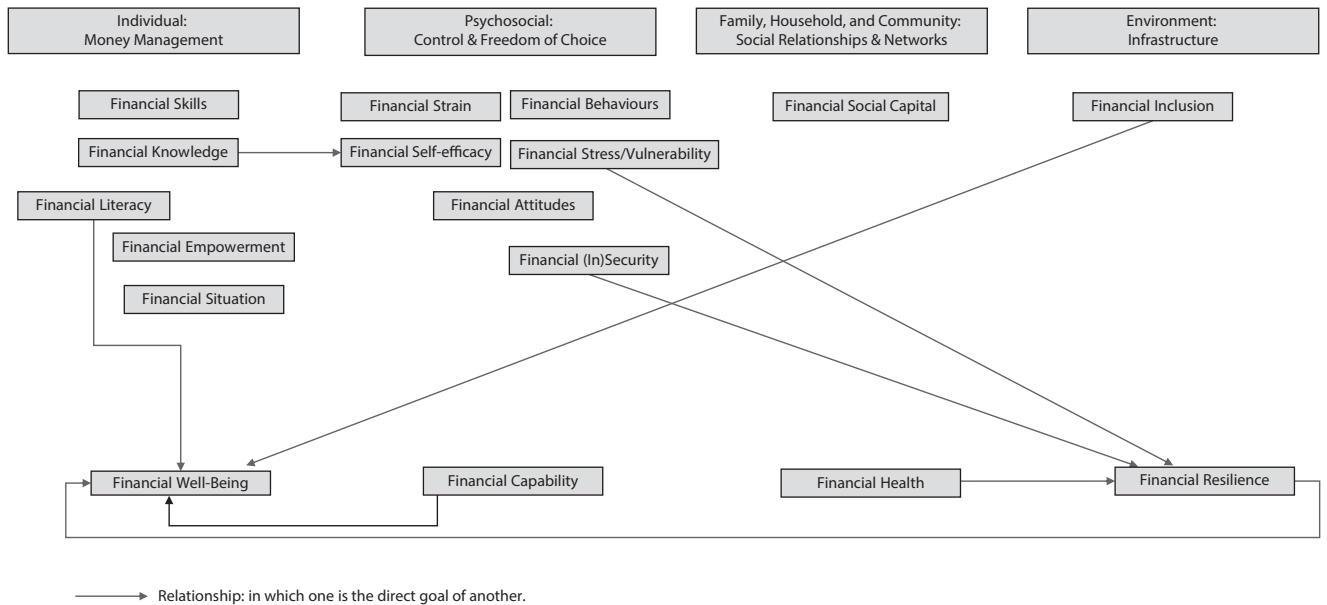 Individual:
Money Management
Psychosocial:
Control & Freedom of Choice
Family, Household, and Community:
Social Relationships & Networks
Environment:
Infrastructure
Financial Skills
Financial Strain
Financial Behaviours
Financial Social Capital
Financial Inclusion
Financial Knowledge
Financial Self-efficacy
Financial Stress/Vulnerability
Financial Literacy
Financial Attitudes
Financial Empowerment
Financial (In)Security
Financial Situation
Financial Well-Being
Financial Capability
Financial Health
Financial Resilience
Relationship: in which one is the direct goal of another.